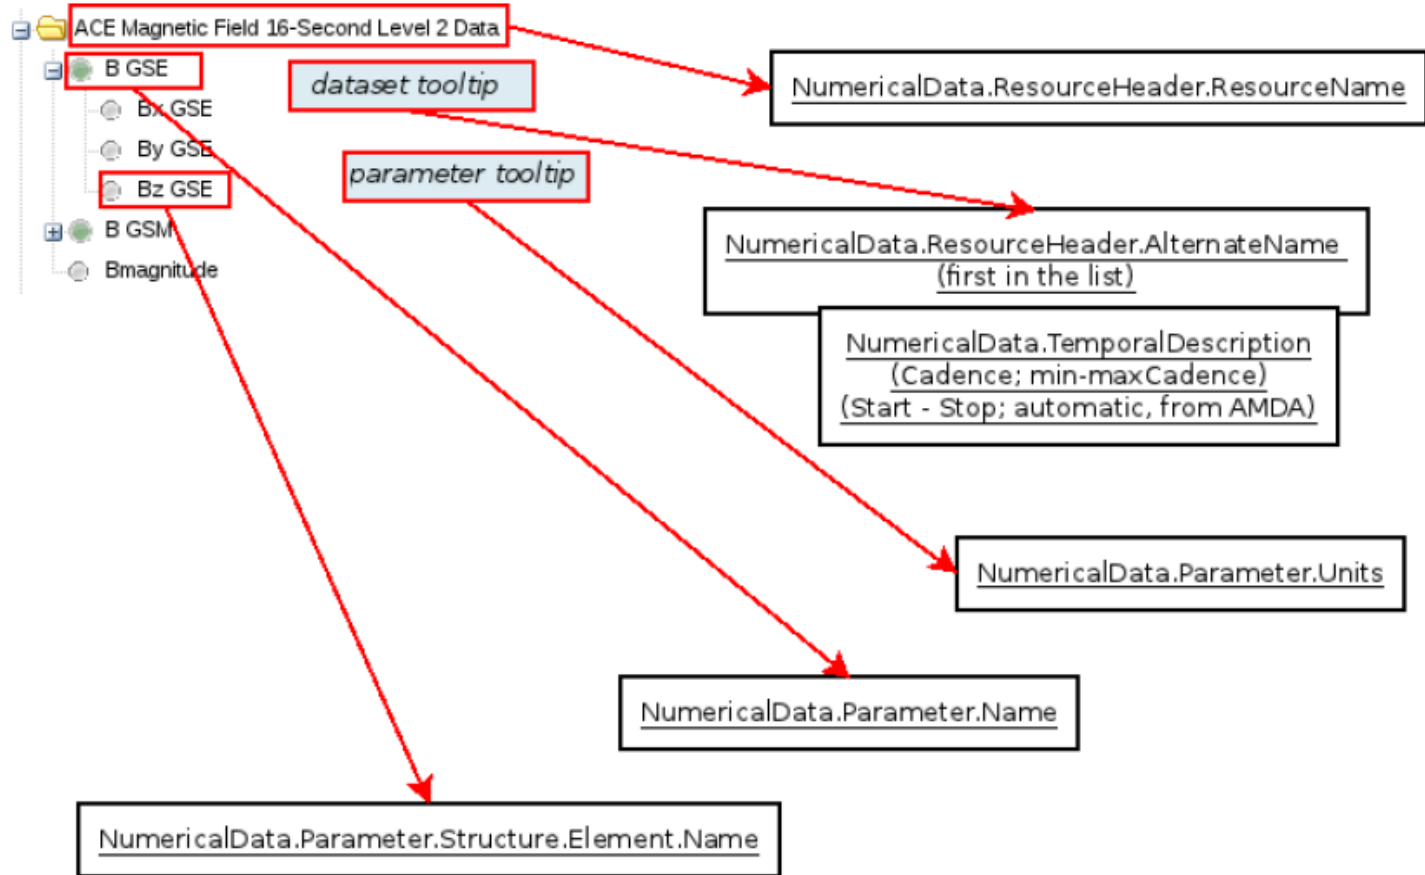 ACE Magnetic Field 16-Second Level 2 Data
B GSE
Bx GSE
By GSE
Bz GSE
B GSM
Bmagnitude
dataset tooltip
parameter tooltip
NumericalData.ResourceHeader.ResourceName
NumericalData.ResourceHeader.AlternateName
(first in the list)
NumericalData.TemporalDescription
(Cadence; min-maxCadence)
(Start - Stop; automatic, from AMDA)
NumericalData.Parameter.Units
NumericalData.Parameter.Name
NumericalData.Parameter.Structure.Element.Name